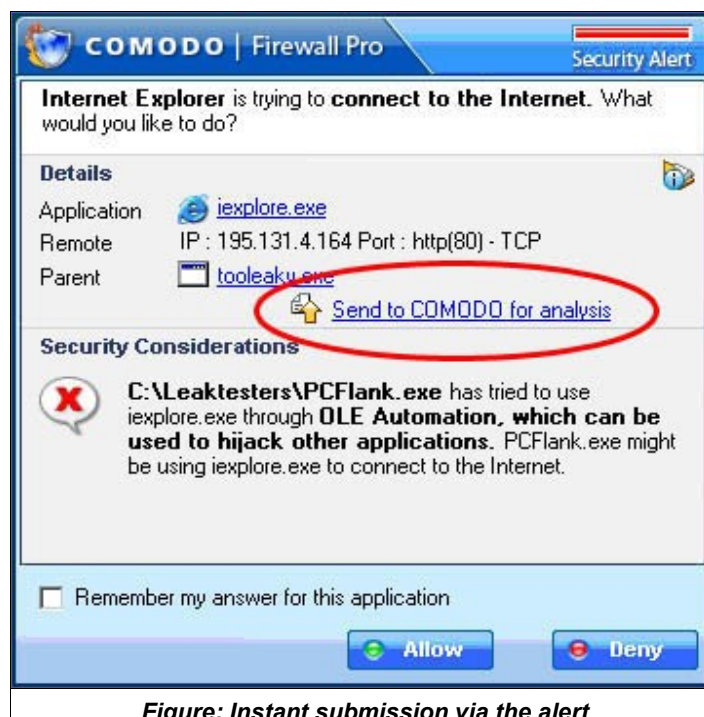 COMODO | Firewall Pro
Security Alert
Internet Explorer is trying to connect to the Internet. What
would you like to do?
Details
Application iexplore.exe
Remote IP : 195.131.4.164 Port : http(80) - TCP
Parent tooleaky.exe
Send to COMODO for analysis
Security Considerations
C:\Leaktesters\PCFlank.exe has tried to use
iexplore.exe through OLE Automation, which can be
used to hijack other applications. PCFlank.exe might
be using iexplore.exe to connect to the Internet.
Remember my answer for this application
Allow
Deny
Figure: Instant submission via the alert